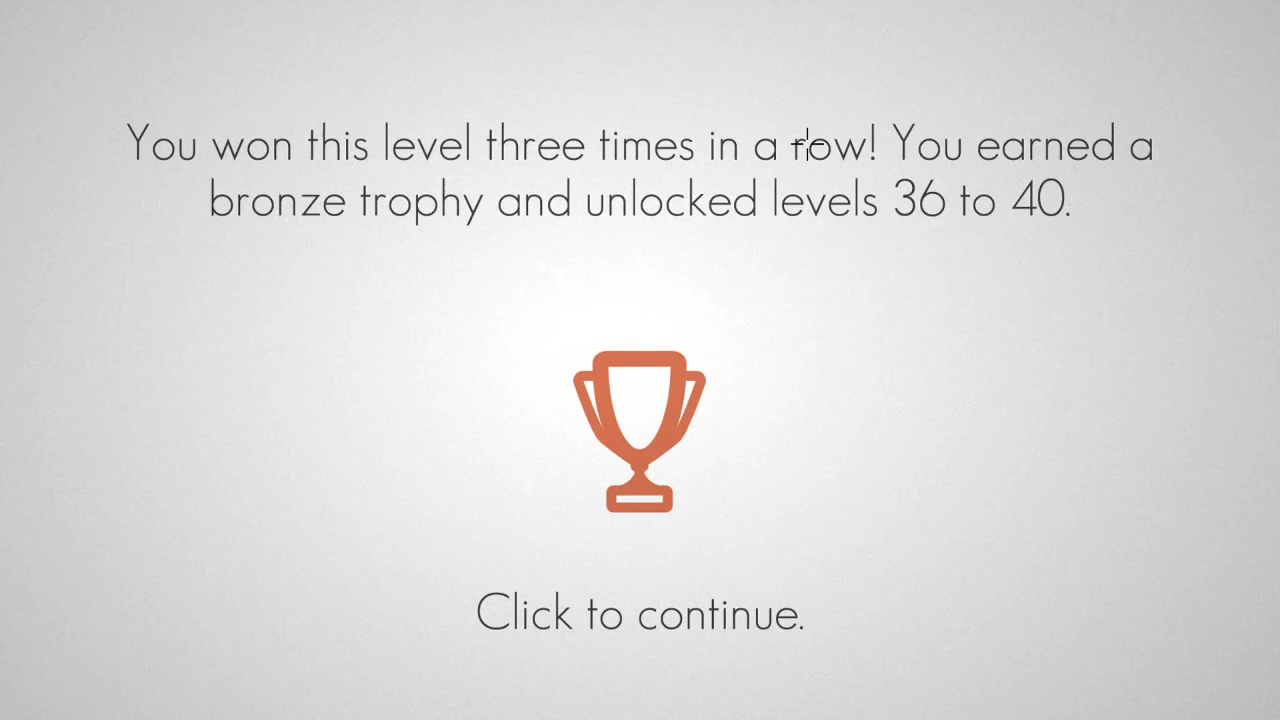 You won this level three times in a row! You earned a
bronze trophy and unlocked levels 36 to 40.
Click to continue.